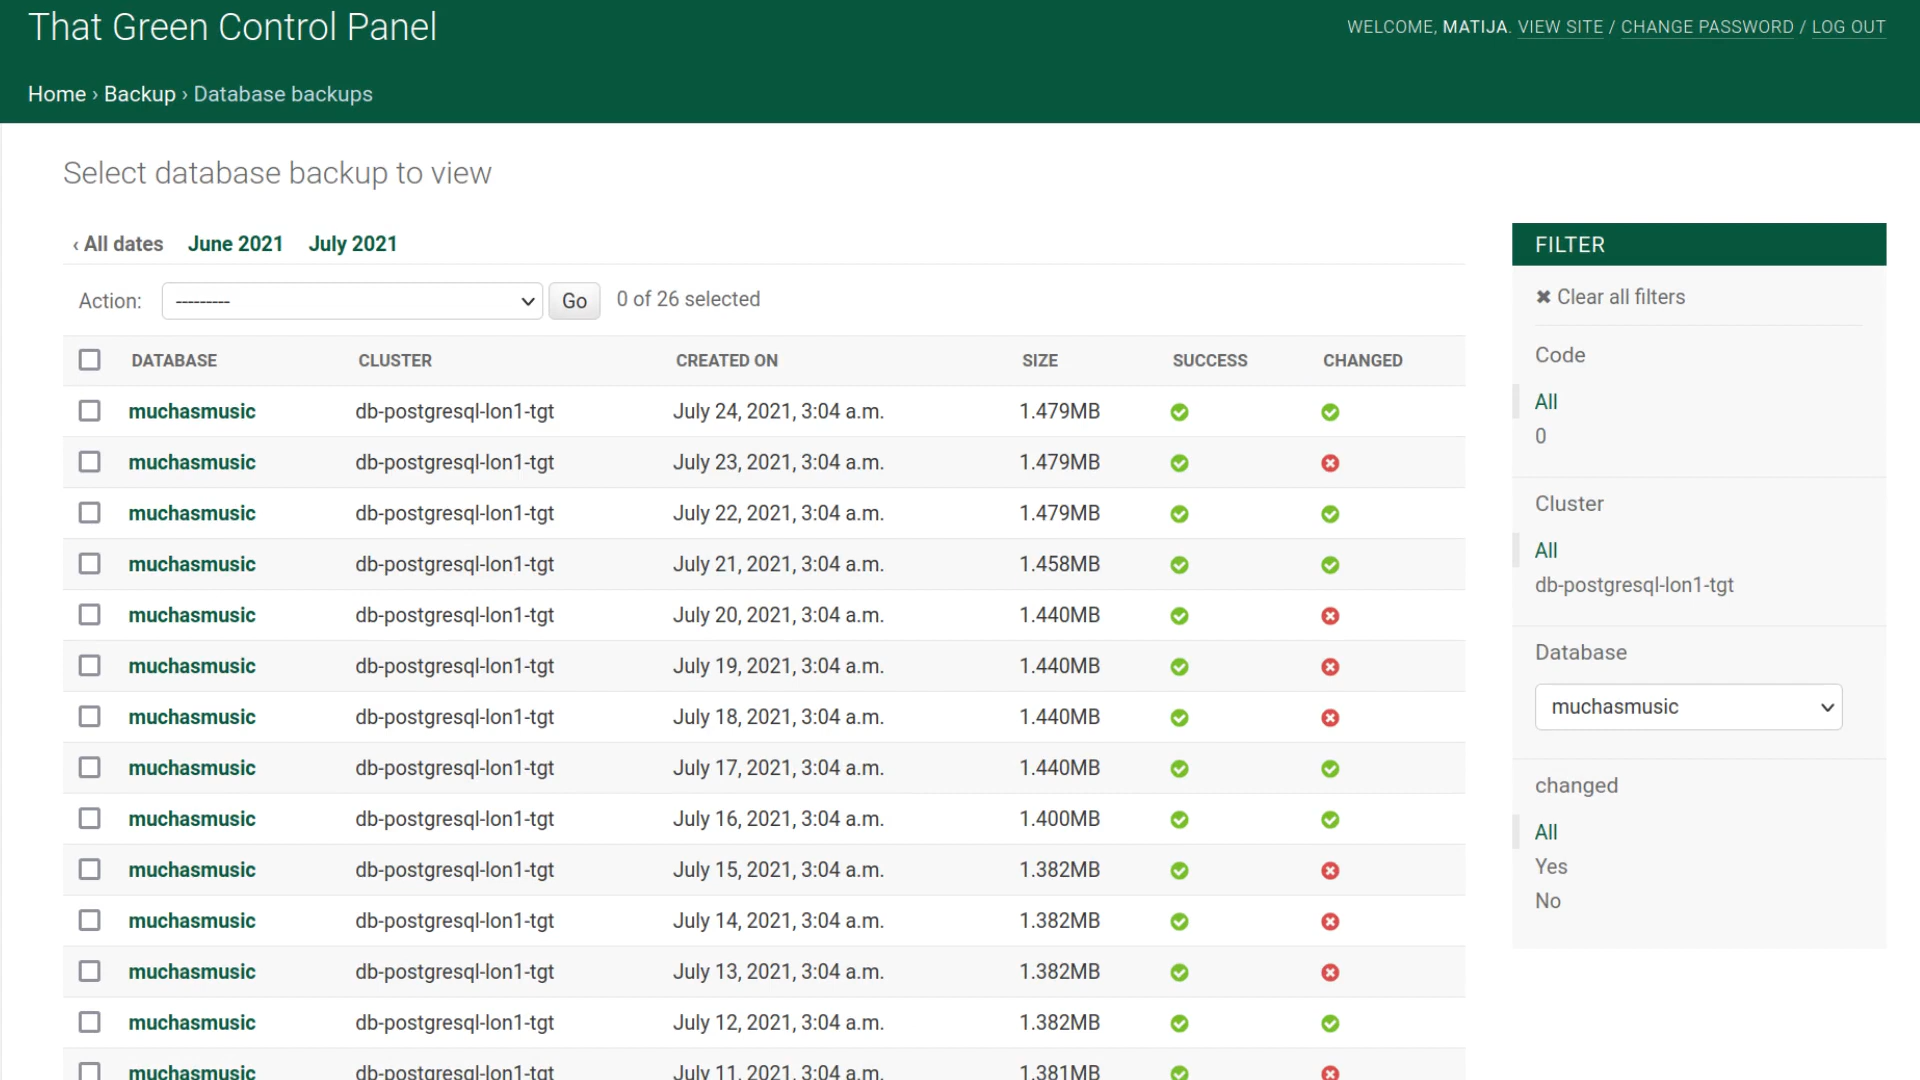 That Green Control Panel
WELCOME, MATIJA. VIEW SITE / CHANGE PASSWORD / LOG OUT
Home › Backup › Database backups
Select database backup to view
‹ All dates June 2021 July 2021
Action: --------- Go 0 of 26 selected
DATABASE CLUSTER CREATED ON SIZE SUCCESS CHANGED
muchasmusic db-postgresql-lon1-tgt July 24, 2021, 3:04 a.m. 1.479MB
muchasmusic db-postgresql-lon1-tgt July 23, 2021, 3:04 a.m. 1.479MB
muchasmusic db-postgresql-lon1-tgt July 22, 2021, 3:04 a.m. 1.479MB
muchasmusic db-postgresql-lon1-tgt July 21, 2021, 3:04 a.m. 1.458MB
muchasmusic db-postgresql-lon1-tgt July 20, 2021, 3:04 a.m. 1.440MB
muchasmusic db-postgresql-lon1-tgt July 19, 2021, 3:04 a.m. 1.440MB
muchasmusic db-postgresql-lon1-tgt July 18, 2021, 3:04 a.m. 1.440MB
muchasmusic db-postgresql-lon1-tgt July 17, 2021, 3:04 a.m. 1.440MB
muchasmusic db-postgresql-lon1-tgt July 16, 2021, 3:04 a.m. 1.400MB
muchasmusic db-postgresql-lon1-tgt July 15, 2021, 3:04 a.m. 1.382MB
muchasmusic db-postgresql-lon1-tgt July 14, 2021, 3:04 a.m. 1.382MB
muchasmusic db-postgresql-lon1-tgt July 13, 2021, 3:04 a.m. 1.382MB
muchasmusic db-postgresql-lon1-tgt July 12, 2021, 3:04 a.m. 1.382MB
muchasmusic db-postgresql-lon1-tgt July 11, 2021, 3:04 a.m. 1.381MB
FILTER
✖ Clear all filters
Code
All
0
Cluster
All
db-postgresql-lon1-tgt
Database
muchasmusic
changed
All
Yes
No